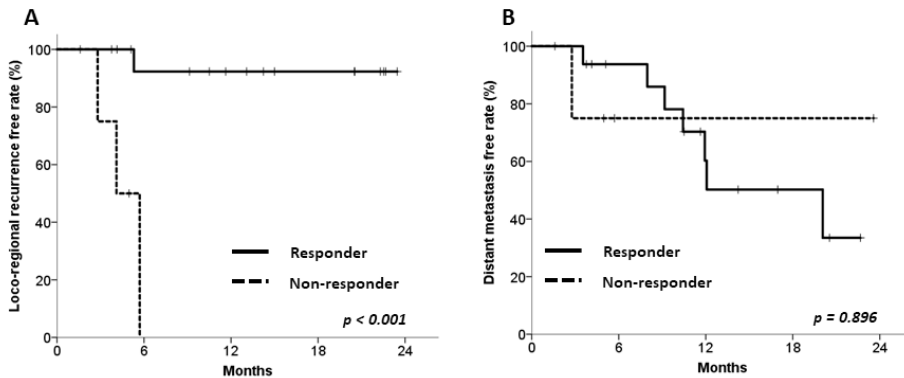 A
Loco-regional recurrence free rate (%)
100
80
60
40
20
0
Responder
Non-responder
p < 0.001
0 6 12 18 24
Months
B
Distant metastasis free rate (%)
100
80
60
40
20
0
Responder
Non-responder
p = 0.896
0 6 12 18 24
Months